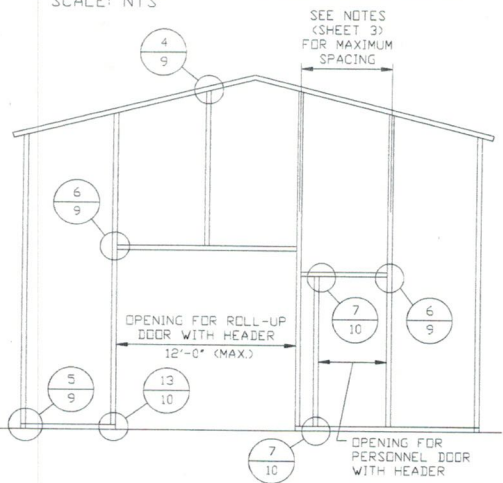 SCALE: NTS
SEE NOTES
(SHEET 3)
FOR MAXIMUM
SPACING
4
9
6
9
OPENING FOR ROLL-UP
DOOR WITH HEADER
12'-0" (MAX.)
7
10
6
9
5
9
13
10
7
10
OPENING FOR
PERSONNEL DOOR
WITH HEADER